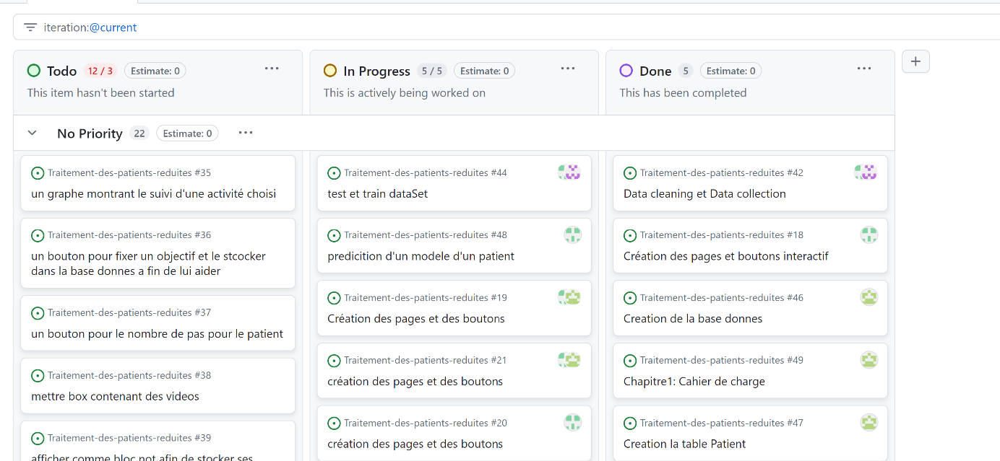 iteration:@current
Todo 12 / 3 Estimate: 0
This item hasn't been started
In Progress 5 / 5 Estimate: 0
This is actively being worked on
Done 5 Estimate: 0
This has been completed
No Priority 22 Estimate: 0
Traitement-des-patients-reduites #35
un graphe montrant le suivi d'une activité choisi
Traitement-des-patients-reduites #36
un bouton pour fixer un objectif et le stcocker
dans la base donnes a fin de lui aider
Traitement-des-patients-reduites #37
un bouton pour le nombre de pas pour le patient
Traitement-des-patients-reduites #38
mettre box contenant des videos
Traitement-des-patients-reduites #39
afficher comme bloc not afin de stocker ses
Traitement-des-patients-reduites #44
test et train dataSet
Traitement-des-patients-reduites #48
predicition d'un modele d'un patient
Traitement-des-patients-reduites #19
Création des pages et des boutons
Traitement-des-patients-reduites #21
création des pages et des boutons
Traitement-des-patients-reduites #20
création des pages et des boutons
Traitement-des-patients-reduites #42
Data cleaning et Data collection
Traitement-des-patients-reduites #18
Création des pages et boutons interactif
Traitement-des-patients-reduites #46
Creation de la base donnes
Traitement-des-patients-reduites #49
Chapitre1: Cahier de charge
Traitement-des-patients-reduites #47
Creation la table Patient